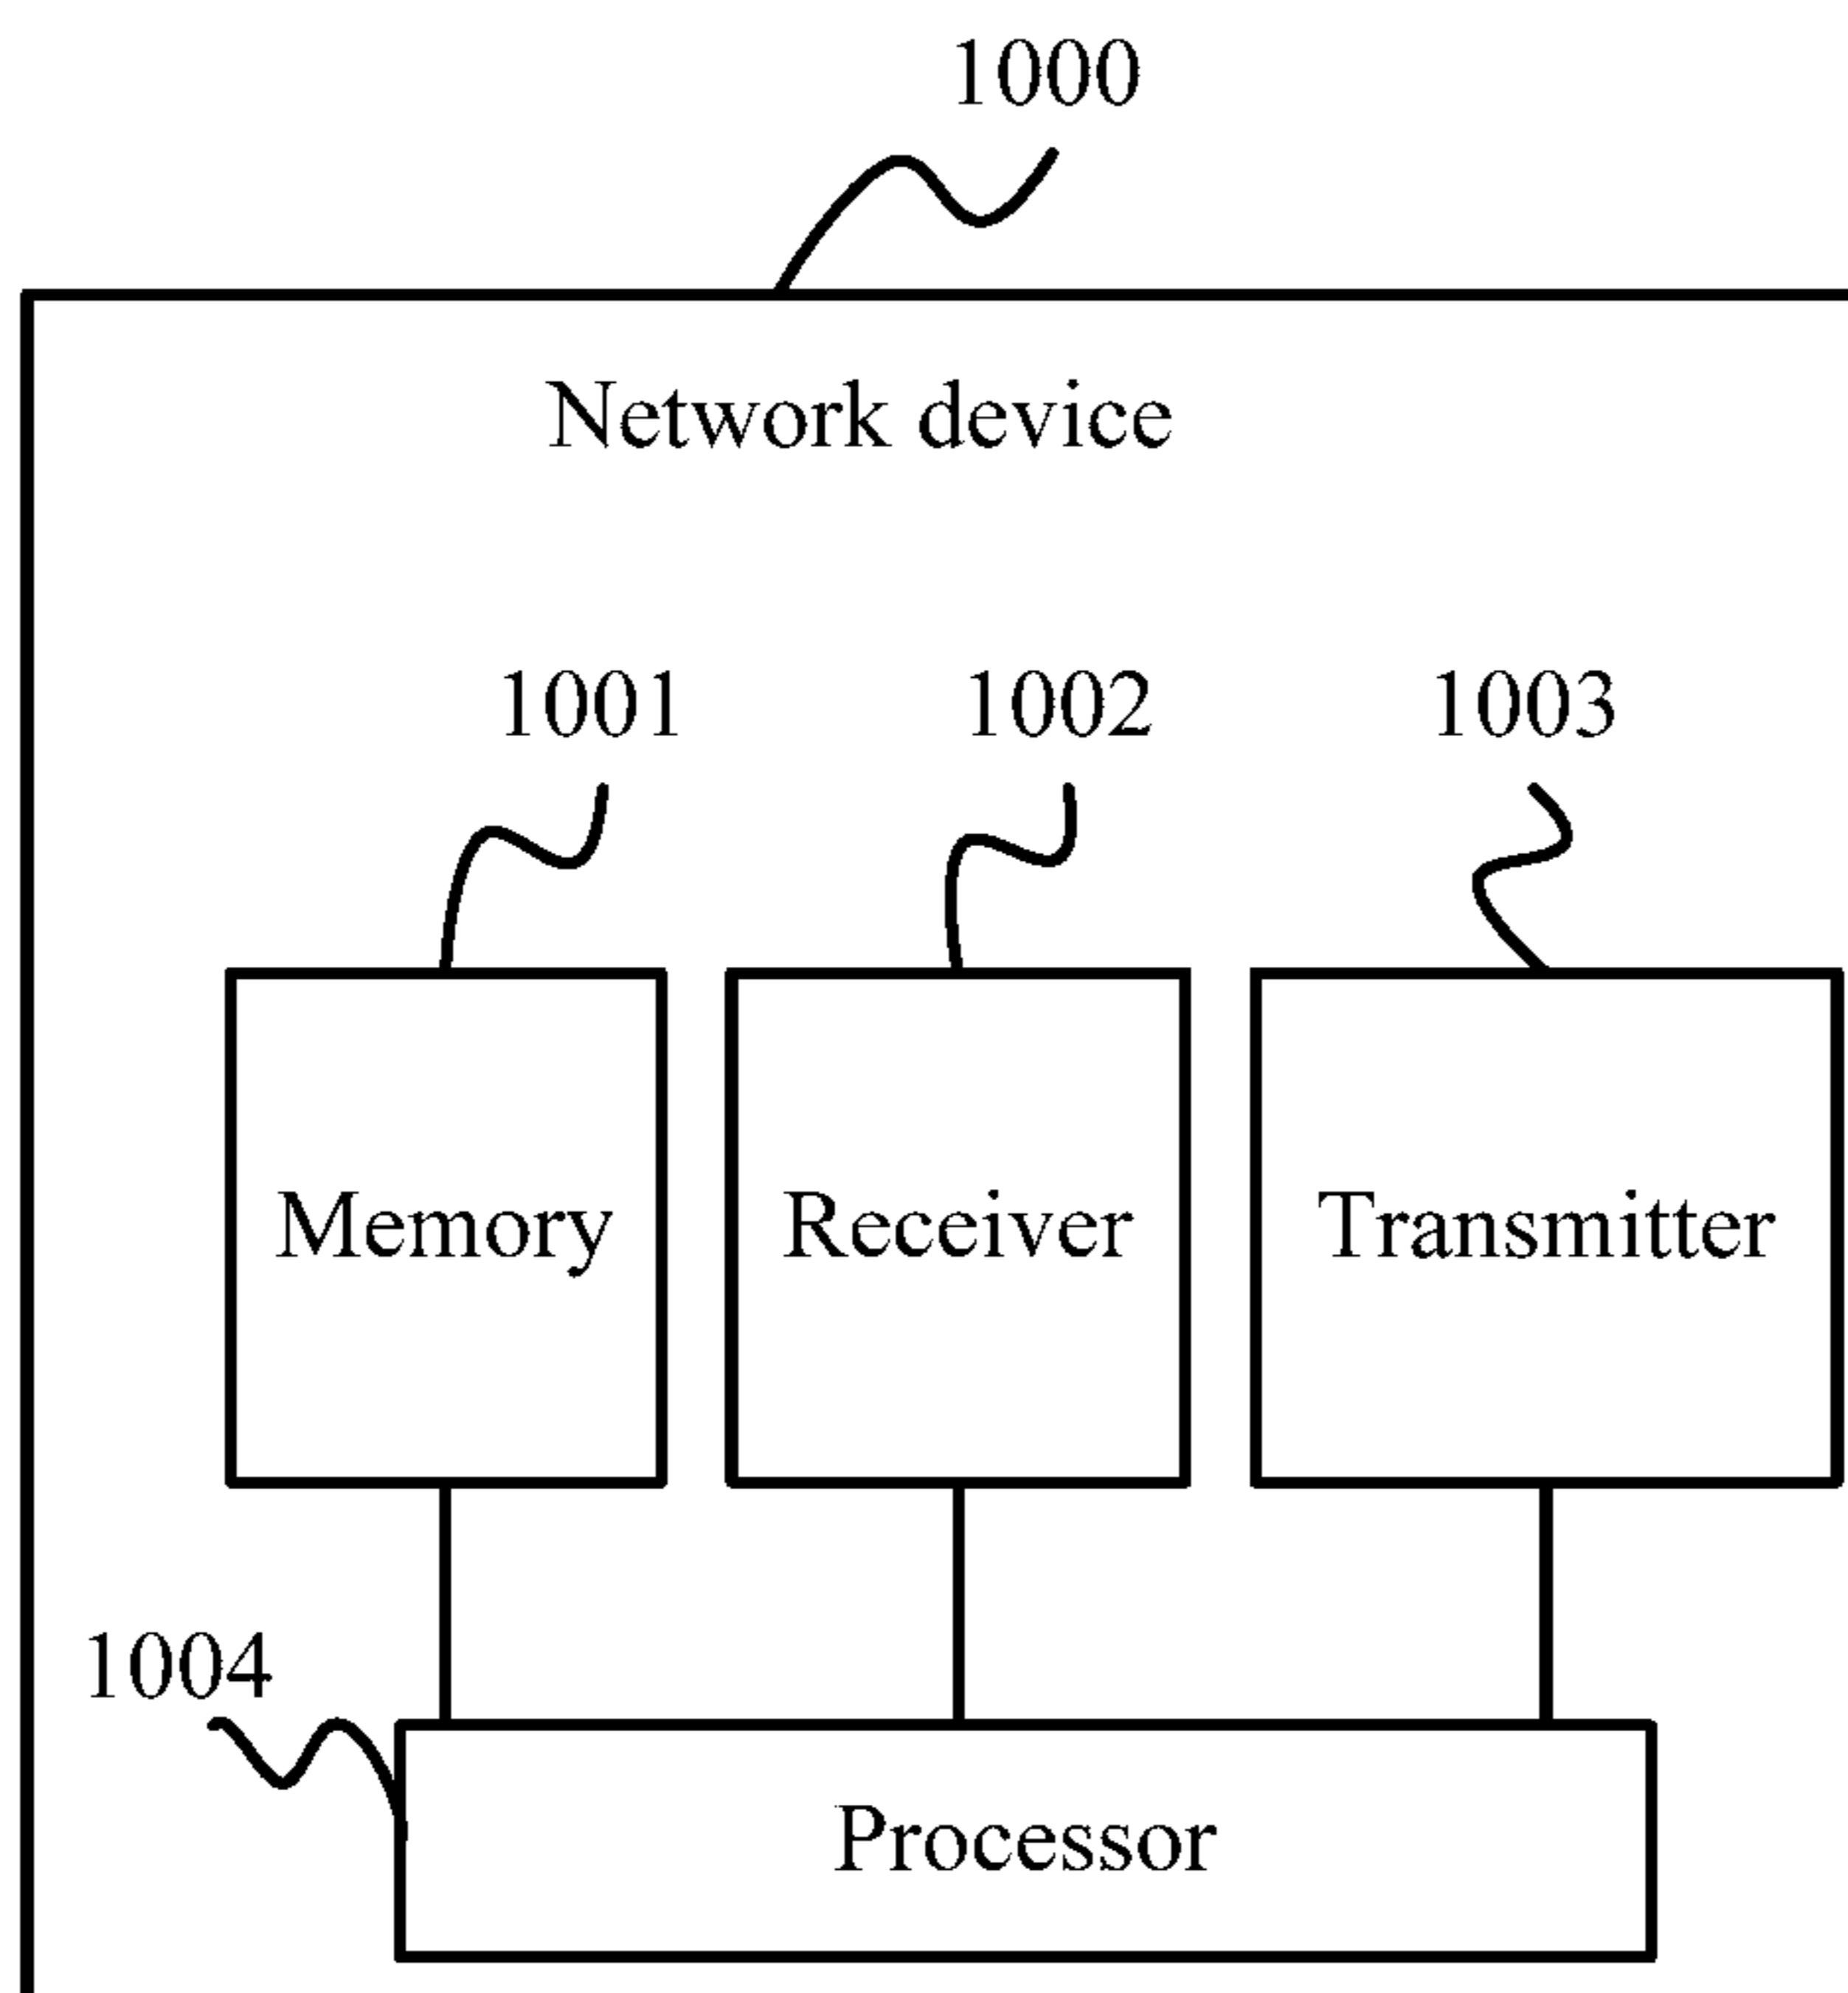 1000
Network device
1001 1002 1003
Memory Receiver Transmitter
1004
Processor